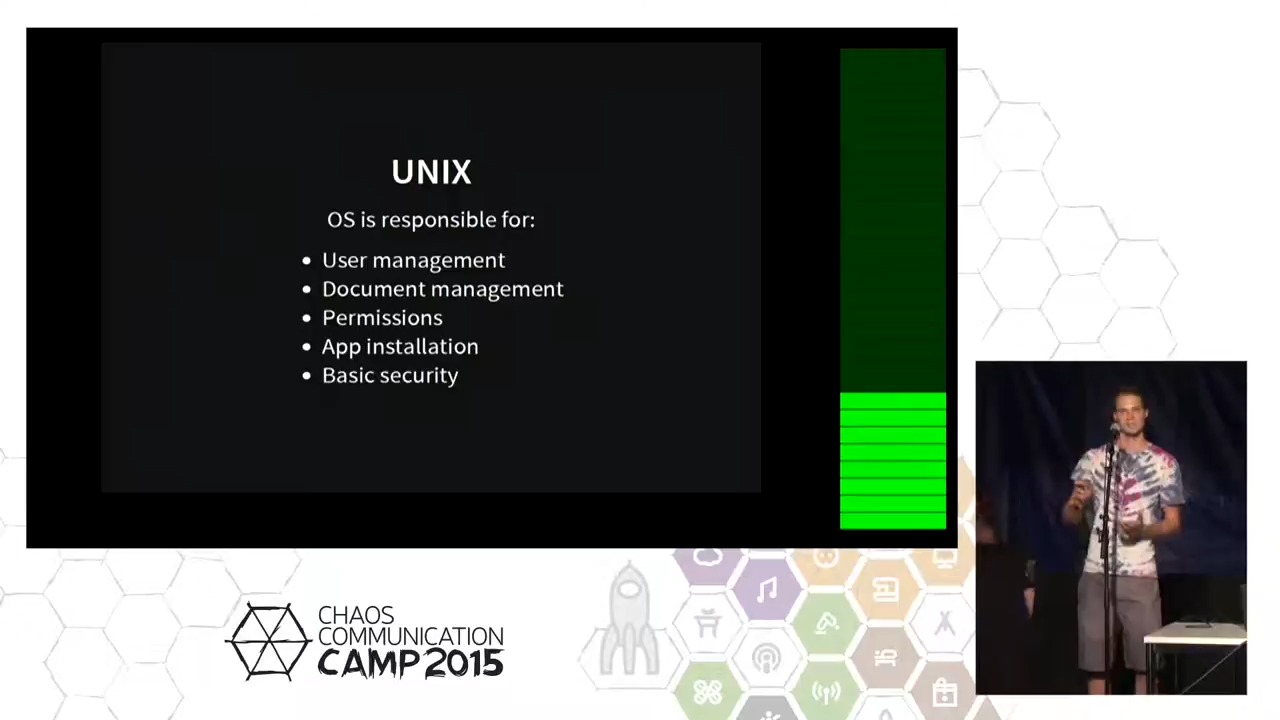 UNIX
OS is responsible for:
• User management
• Document management
• Permissions
• App installation
• Basic security
CHAOS
COMMUNICATION
CAMP 2015